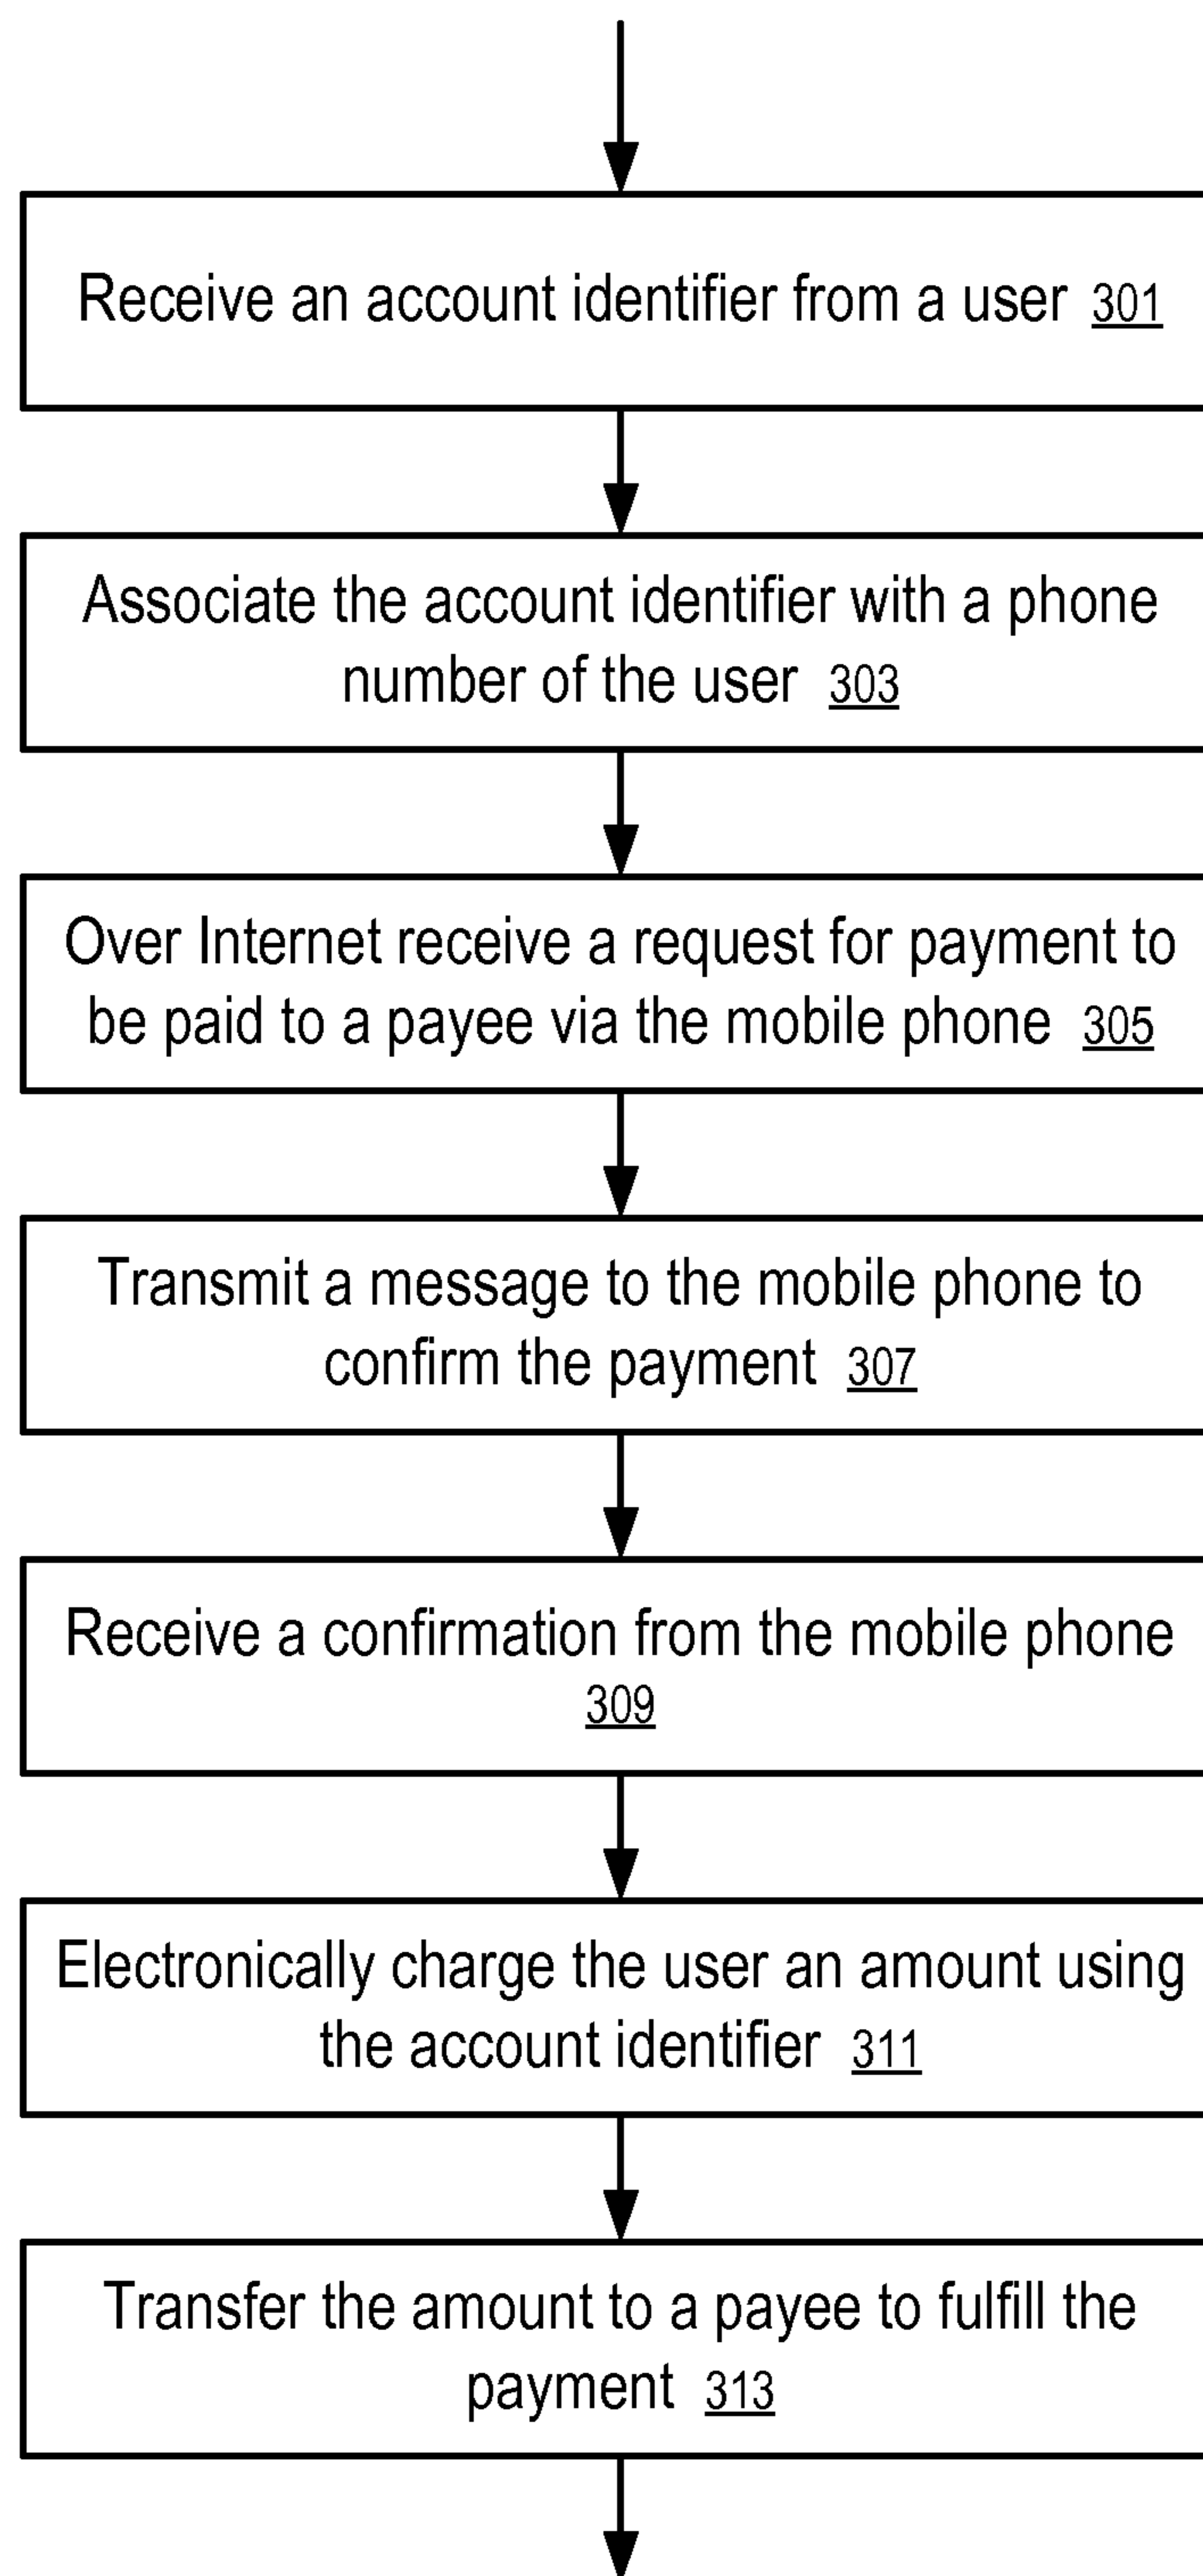 Receive an account identifier from a user 301
Associate the account identifier with a phone
number of the user 303
Over Internet receive a request for payment to
be paid to a payee via the mobile phone 305
Transmit a message to the mobile phone to
confirm the payment 307
Receive a confirmation from the mobile phone
309
Electronically charge the user an amount using
the account identifier 311
Transfer the amount to a payee to fulfill the
payment 313